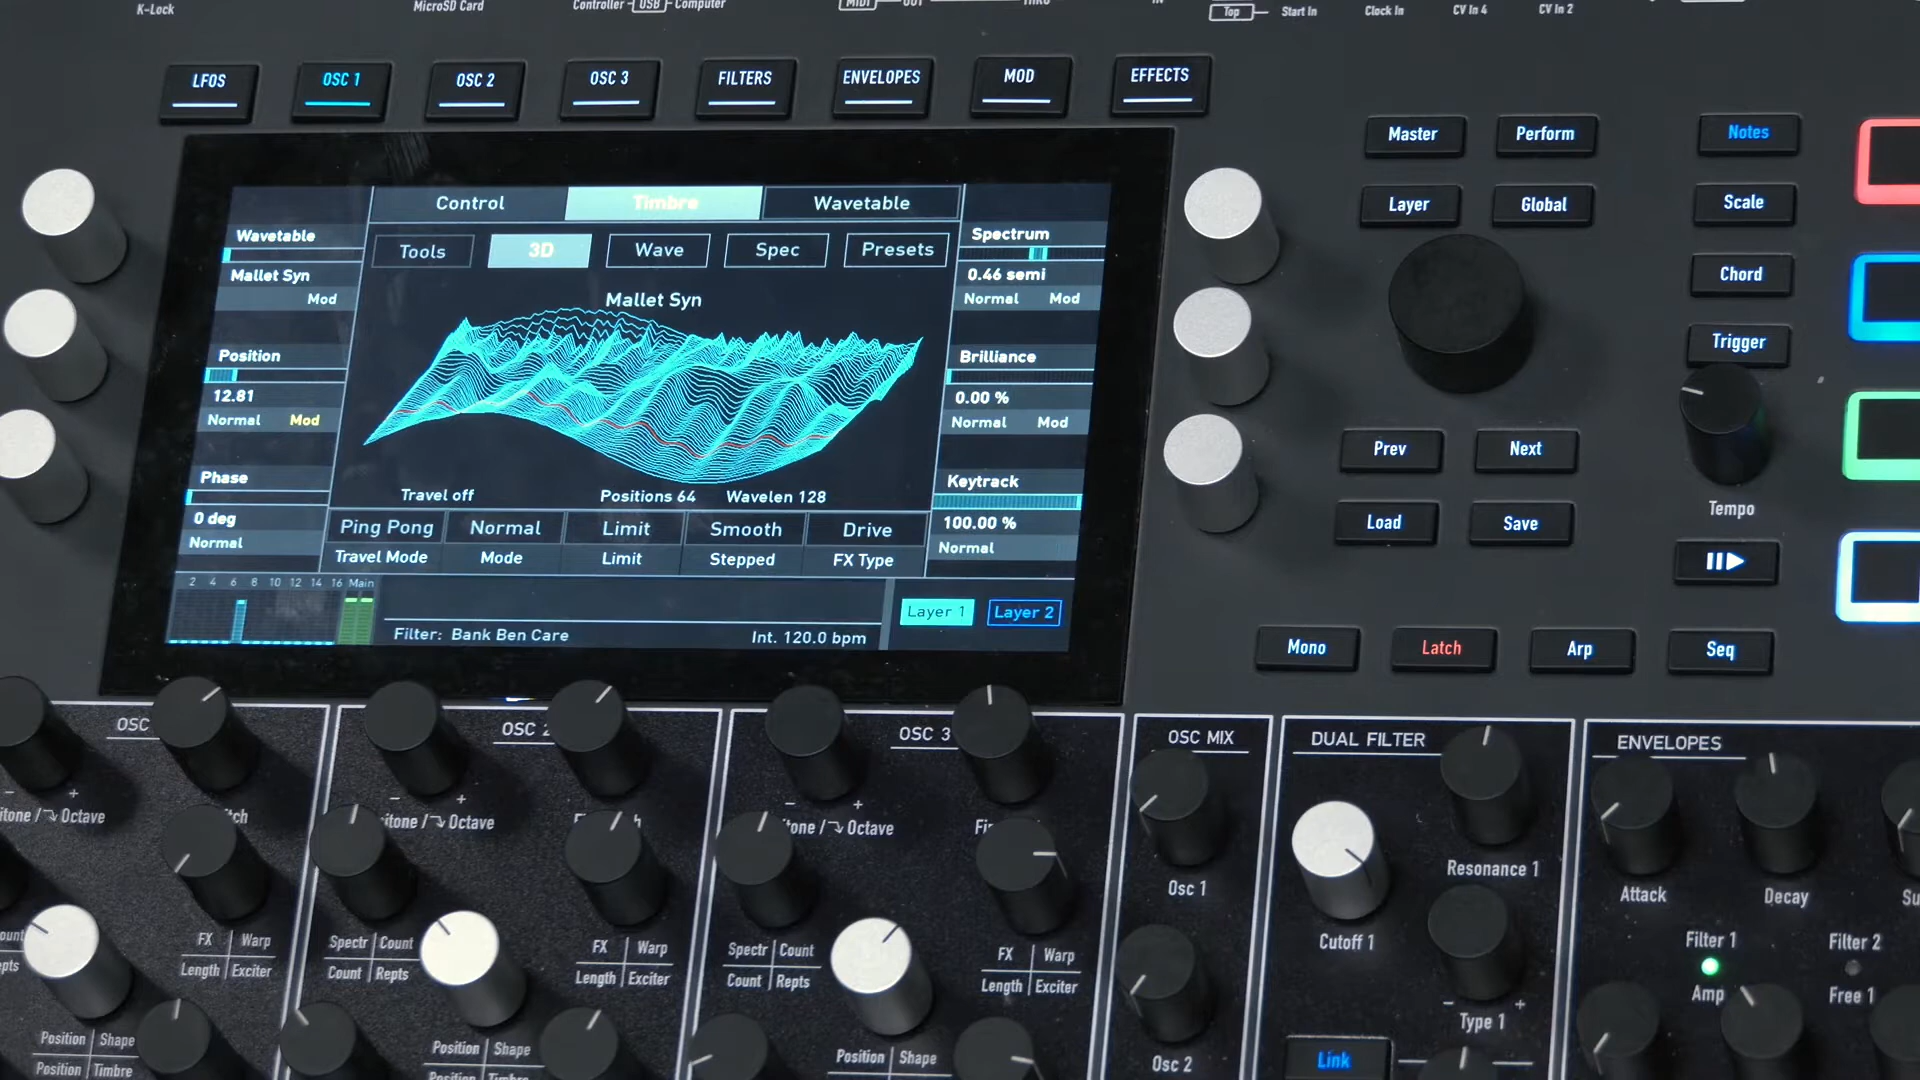 K-Lock
MicroSD Card
Controller USB Computer
Top Start In
Clock In
CV In 4
CV In 2
LFOS
OSC 1
OSC 2
OSC 3
FILTERS
ENVELOPES
MOD
EFFECTS
Master
Perform
Layer
Global
Notes
Scale
Chord
Trigger
Control
Timbre
Wavetable
Tools
3D
Wave
Spec
Presets
Wavetable
Mallet Syn
Mod
Position
12.81
Normal Mod
Phase
0 deg
Normal
Mallet Syn
Spectrum
0.46 semi
Normal Mod
Brilliance
0.00 %
Normal Mod
Keytrack
100.00 %
Normal
Travel off
Positions 64
Wavelen 128
Ping Pong
Normal
Limit
Smooth
Drive
Travel Mode
Mode
Limit
Stepped
FX Type
2 4 6 8 10 12 14 16 Main
Filter: Bank Ben Care
Int. 120.0 bpm
Layer 1
Layer 2
Prev
Next
Load
Save
Tempo
Mono
Latch
Arp
Seq
OSC
OSC 2
OSC 3
OSC MIX
DUAL FILTER
ENVELOPES
− +
− +
− +
Octave
Octave
Octave
Osc 1
Resonance 1
Attack
Decay
Cutoff 1
FX Warp
Length Exciter
Spectr Count
Count Repts
FX Warp
Length Exciter
Spectr Count
Count Repts
FX Warp
Length Exciter
Filter 1
Filter 2
Amp
Free 1
− +
Type 1
Position Shape
Position Timbre
Position Shape
Position Timbre
Position Shape
Osc 2
Link